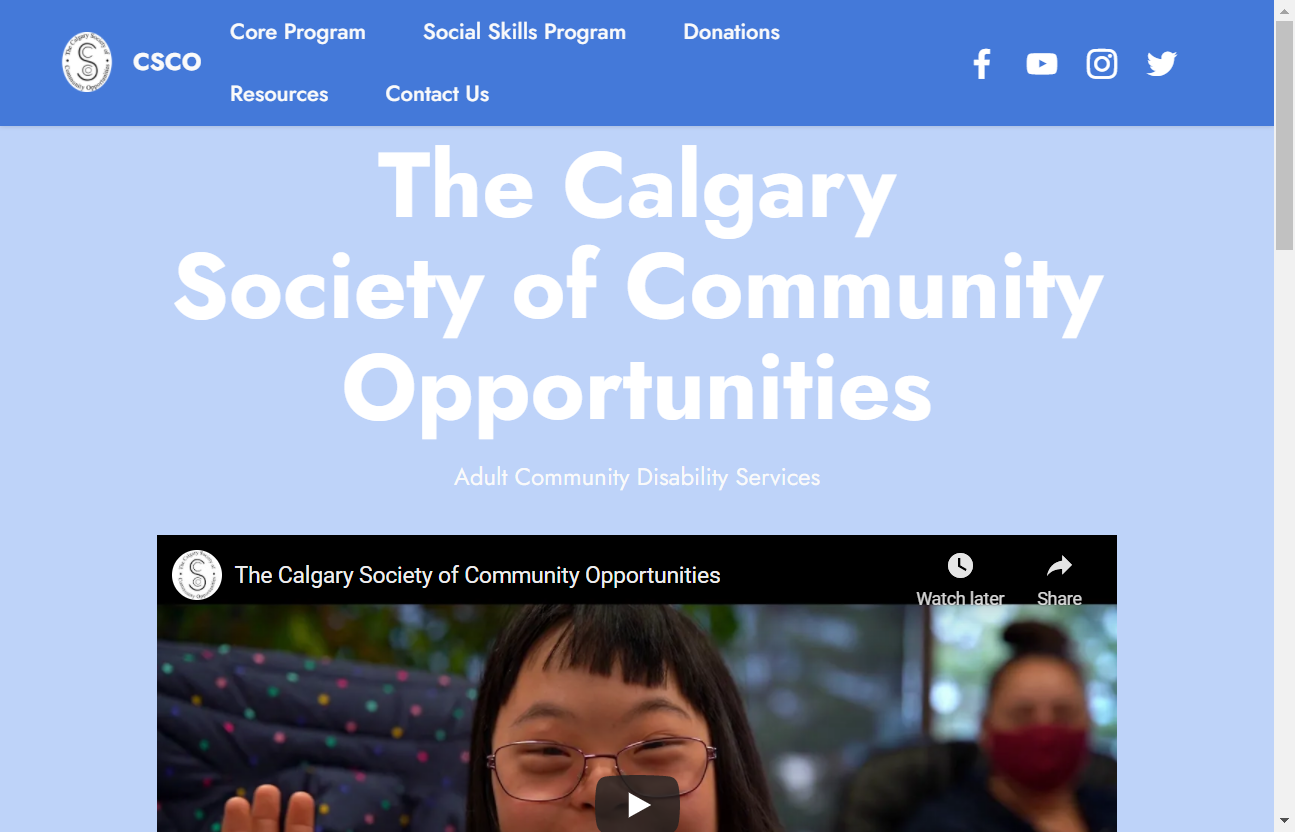 The Calgary Society of
CSC
Community Opportunities
CSCO
Core Program
Social Skills Program
Donations
Resources
Contact Us
The Calgary
Society of Community
Opportunities
Adult Community Disability Services
The Calgary Society of Community Opportunities
Watch later
Share